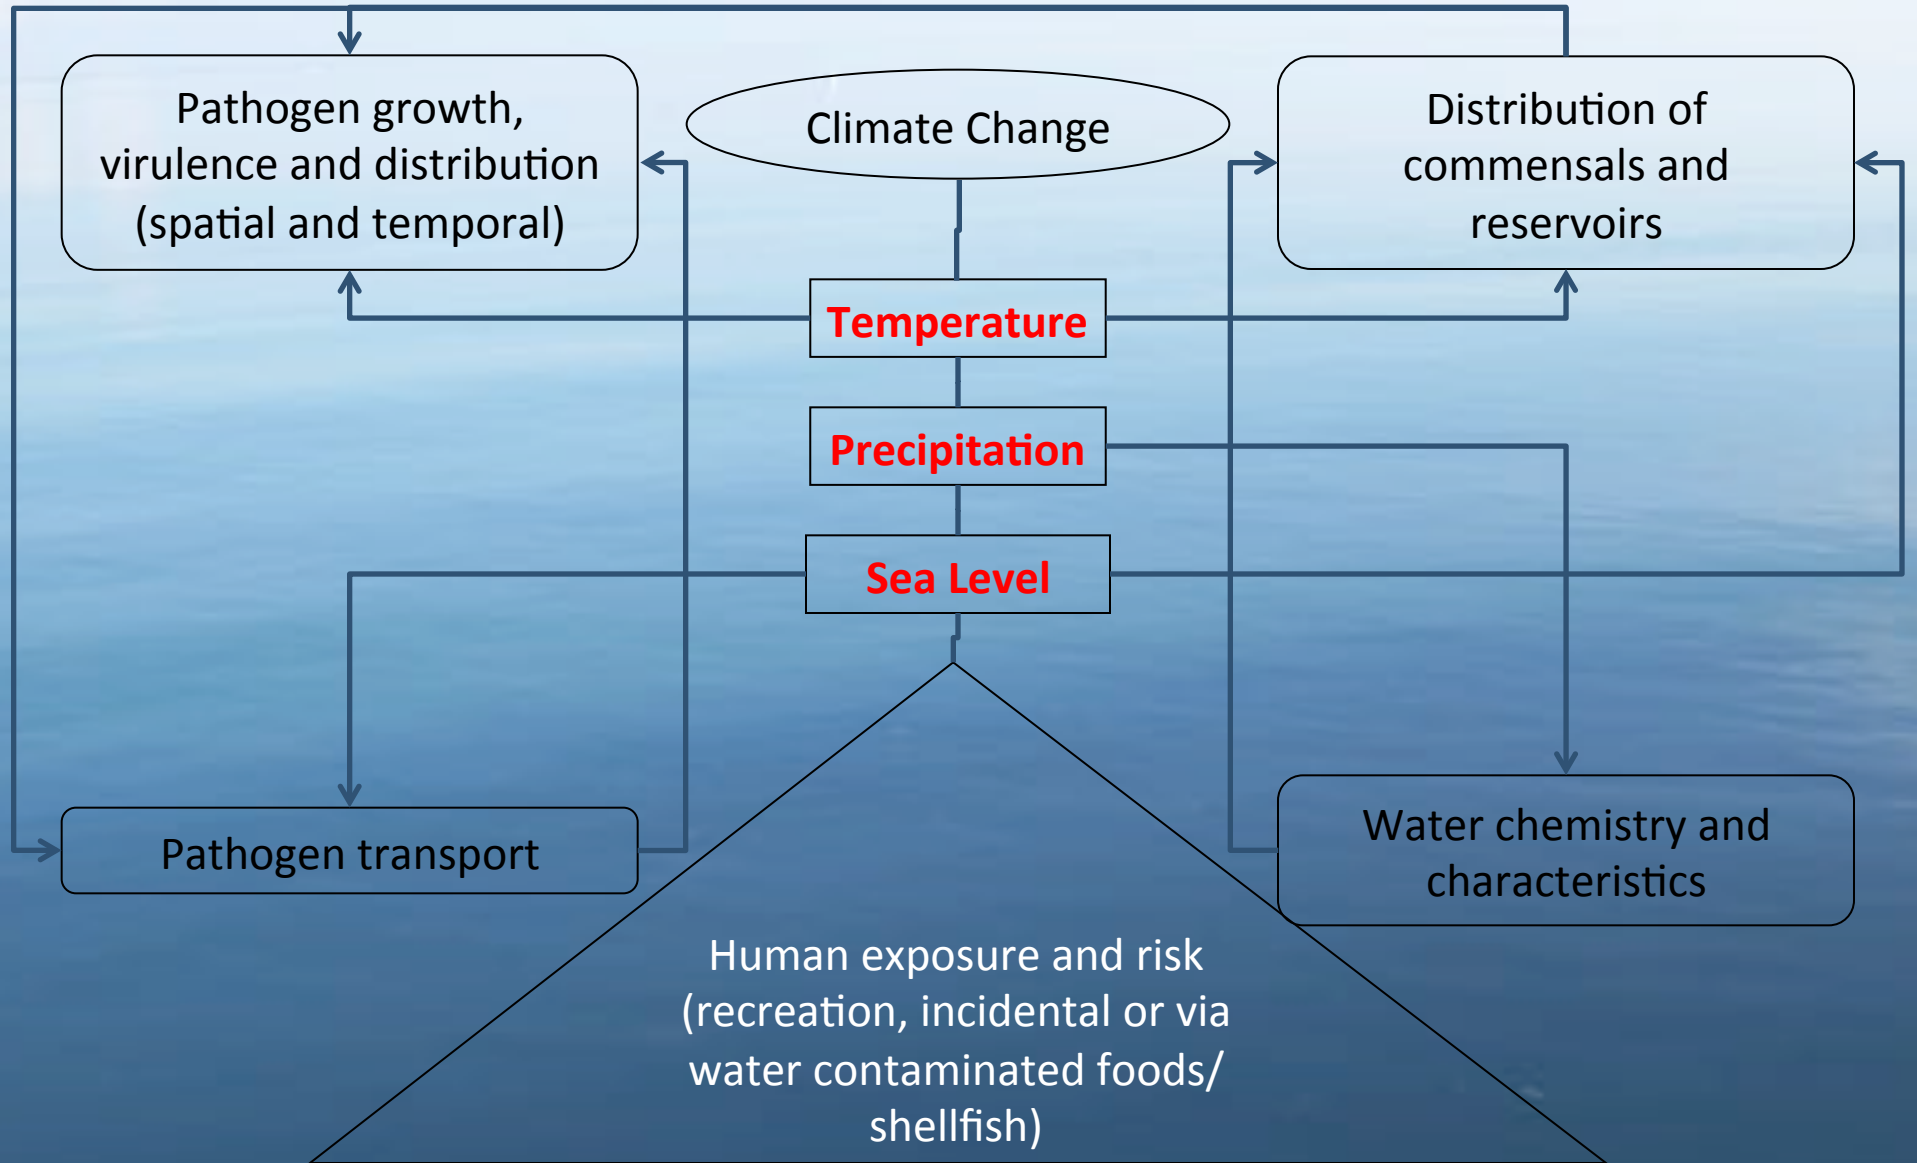 Pathogen growth,
virulence and distribution
(spatial and temporal)
Climate Change
Distribution of
commensals and
reservoirs
Temperature
Precipitation
Sea Level
Pathogen transport
Water chemistry and
characteristics
Human exposure and risk
(recreation, incidental or via
water contaminated foods/
shellfish)